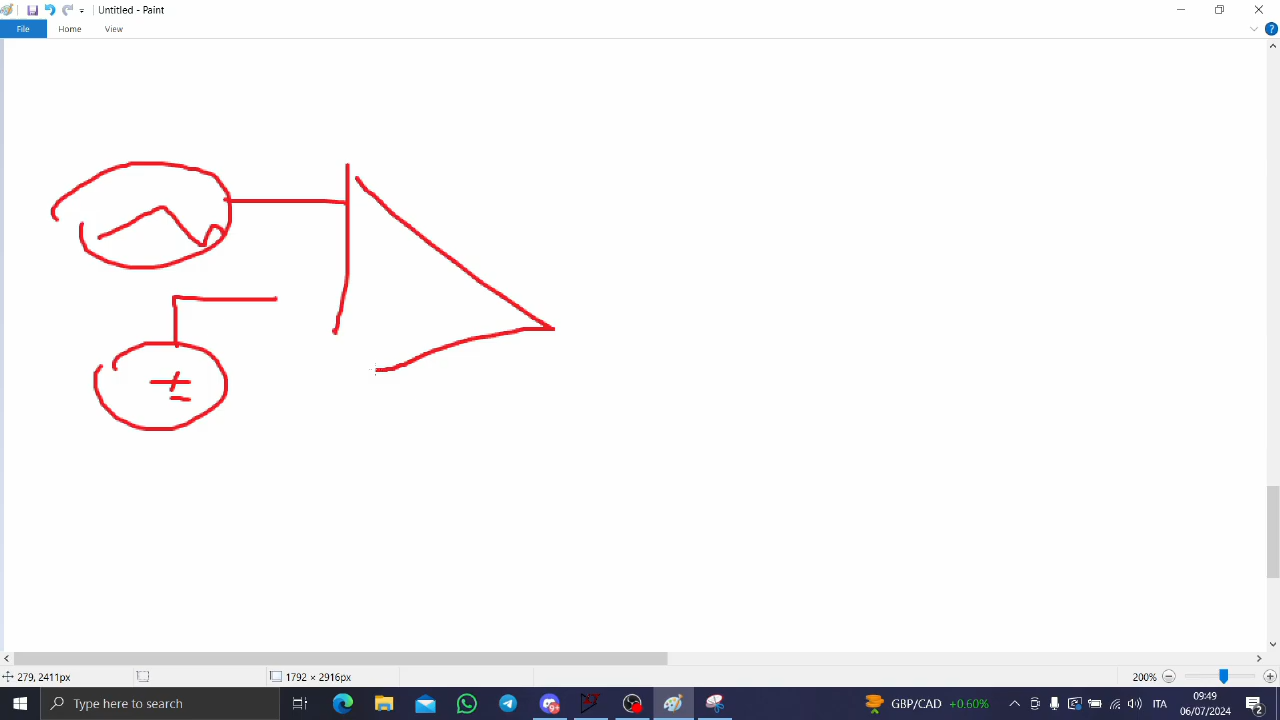 Untitled - Paint
File Home View
+
279, 2411px
1792 × 2916px
200%
Type here to search
GBP/CAD +0.60%
ITA
09:49
06/07/2024
2